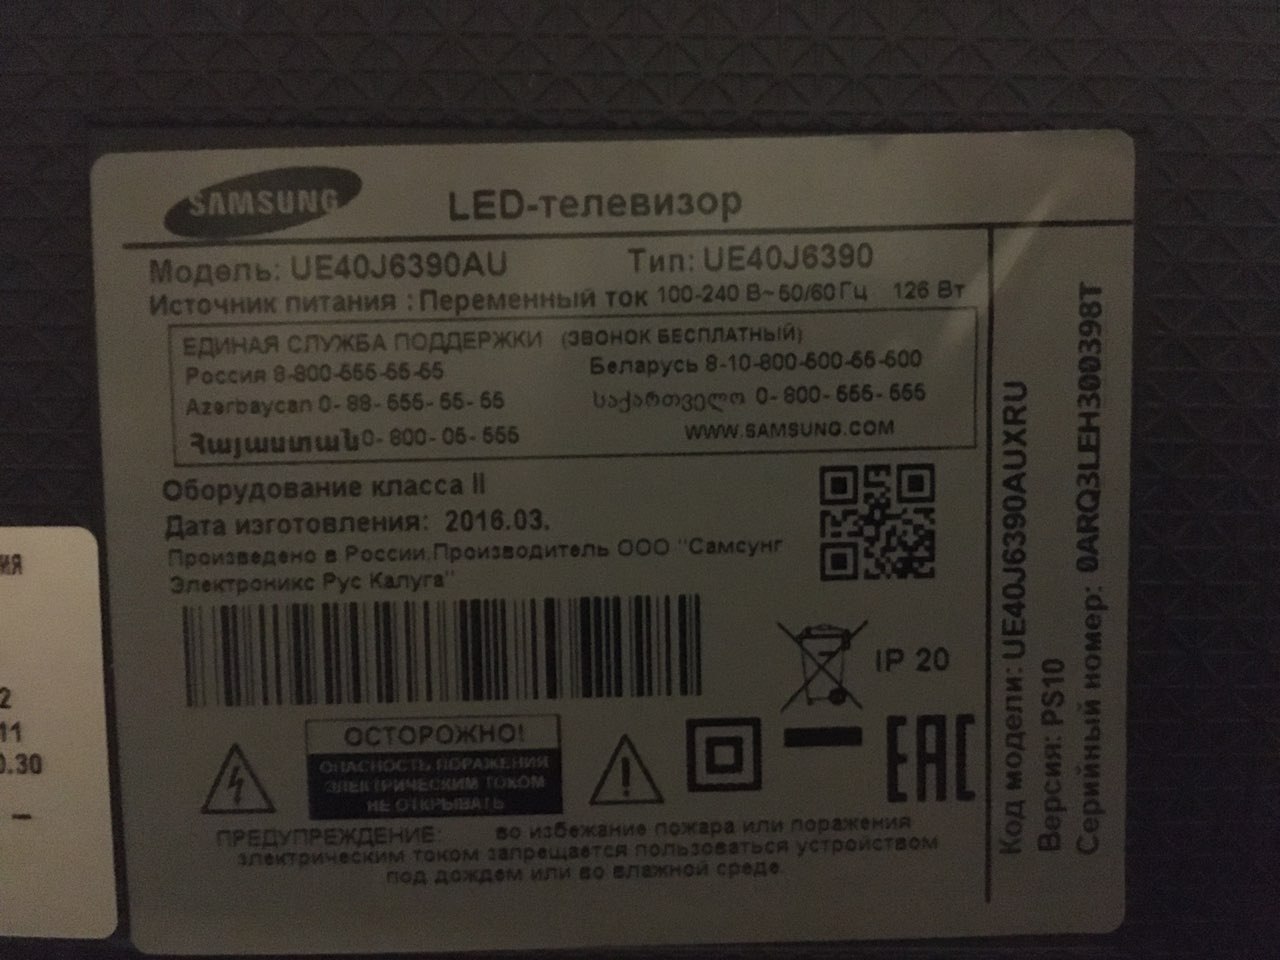 SAMSUNG LED-телевизор
Модель: UE40J6390AU Тип: UE40J6390
Источник питания : Переменный ток 100-240 В~ 50/60 Гц 126 Вт
ЕДИНАЯ СЛУЖБА ПОДДЕРЖКИ (ЗВОНОК БЕСПЛАТНЫЙ)
Россия 8-800-555-55-55 Беларусь 8-10-800-500-55-500
Azerbaycan 0-88-555-55-55 საქართველო 0-800-555-555
Հայաստան 0-800-05-555 WWW.SAMSUNG.COM
Оборудование класса II
Дата изготовления: 2016.03.
Произведено в России.Производитель ООО "Самсунг
Электроникс Рус Калуга"
IP 20
ОСТОРОЖНО!
ОПАСНОСТЬ ПОРАЖЕНИЯ
ЭЛЕКТРИЧЕСКИМ ТОКОМ
НЕ ОТКРЫВАТЬ
EAC
ПРЕДУПРЕЖДЕНИЕ: во избежание пожара или поражения
электрическим током запрещается пользоваться устройством
под дождем или во влажной среде.
Код модели: UE40J6390AUXRU
Версия: PS10
Серийный номер: 0ARQ3LEH300398T
11
0.30